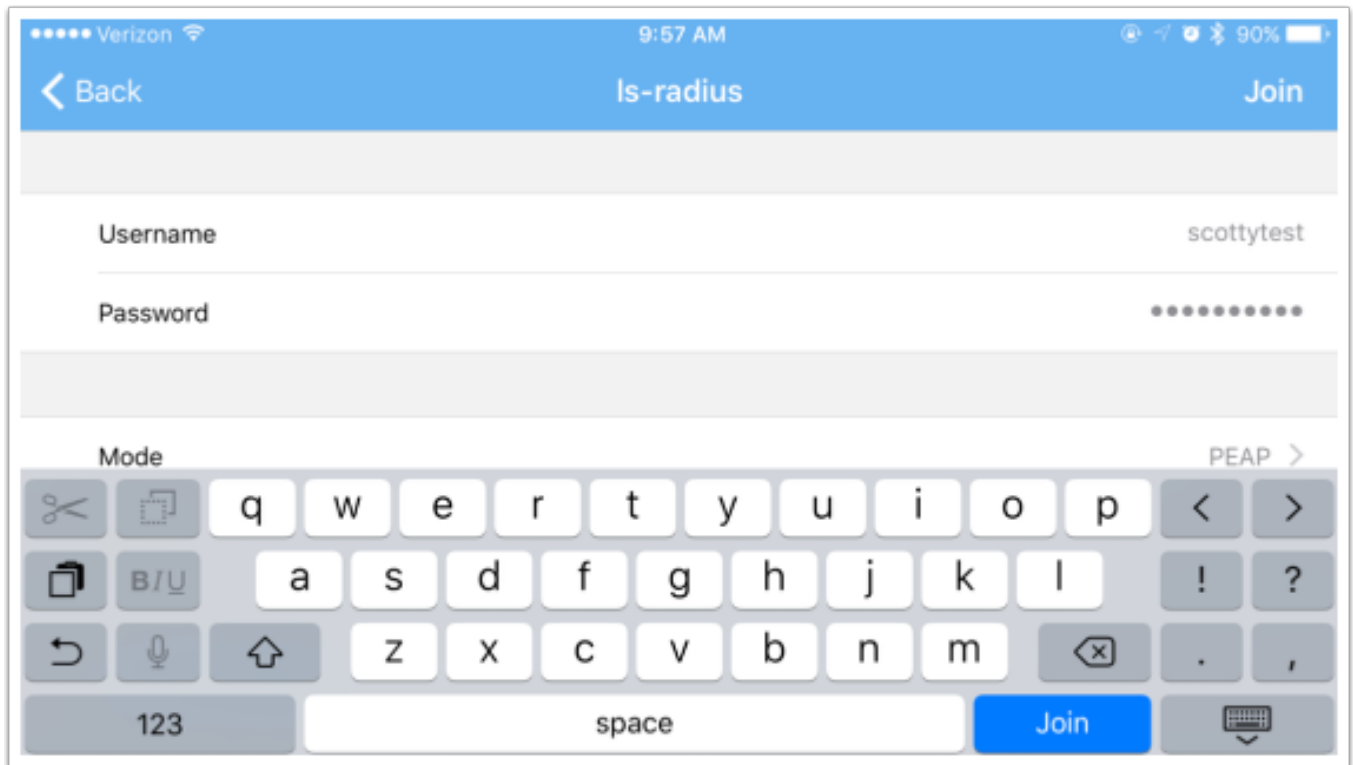 Verizon 9:57 AM 90%
Back ls-radius Join
Username scottytest
Password ••••••••••
Mode PEAP
q w e r t y u i o p < >
B I U a s d f g h j k l ! ?
z x c v b n m . ,
123 space Join